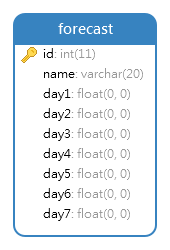 forecast
id: int(11)
name: varchar(20)
day1: float(0, 0)
day2: float(0, 0)
day3: float(0, 0)
day4: float(0, 0)
day5: float(0, 0)
day6: float(0, 0)
day7: float(0, 0)